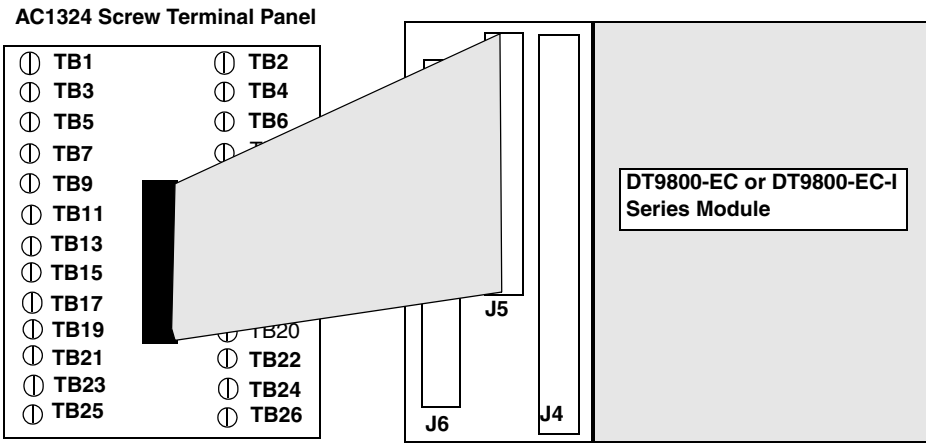 AC1324 Screw Terminal Panel
TB1 TB2
TB3 TB4
TB5 TB6
TB7
TB9
TB11
TB13
TB15
TB17
TB19 TB20
TB21 TB22
TB23 TB24
TB25 TB26
J5
J6
J4
DT9800-EC or DT9800-EC-I
Series Module